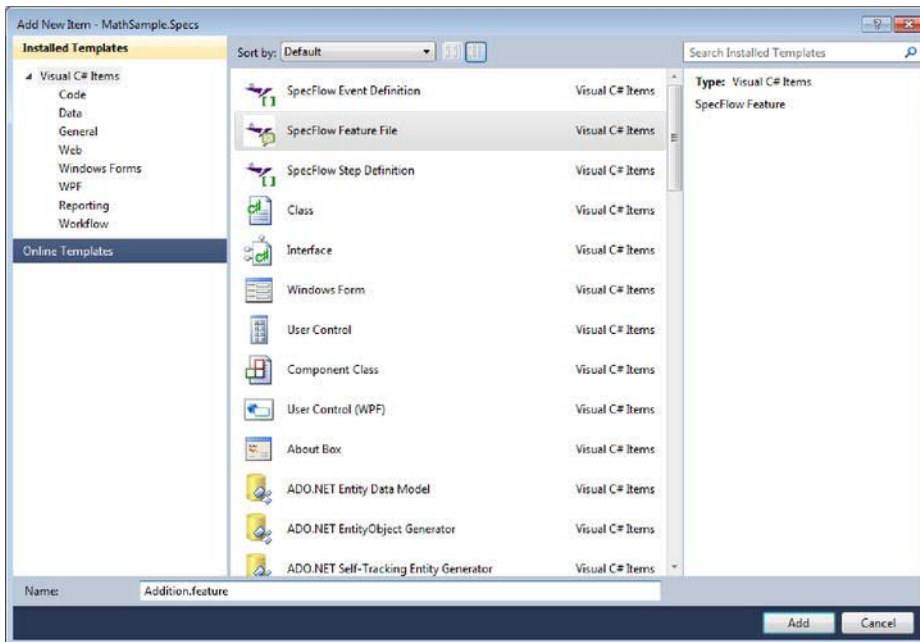 Add New Item - MathSample.Specs
Installed Templates
Visual C# Items
Code
Data
General
Web
Windows Forms
WPF
Reporting
Workflow
Online Templates
Sort by: Default
SpecFlow Event Definition Visual C# Items
SpecFlow Feature File Visual C# Items
SpecFlow Step Definition Visual C# Items
Class Visual C# Items
Interface Visual C# Items
Windows Form Visual C# Items
User Control Visual C# Items
Component Class Visual C# Items
User Control (WPF) Visual C# Items
About Box Visual C# Items
ADO.NET Entity Data Model Visual C# Items
ADO.NET EntityObject Generator Visual C# Items
ADO.NET Self-Tracking Entity Generator Visual C# Items
Search Installed Templates
Type: Visual C# Items
SpecFlow Feature
Name: Addition.feature
Add Cancel